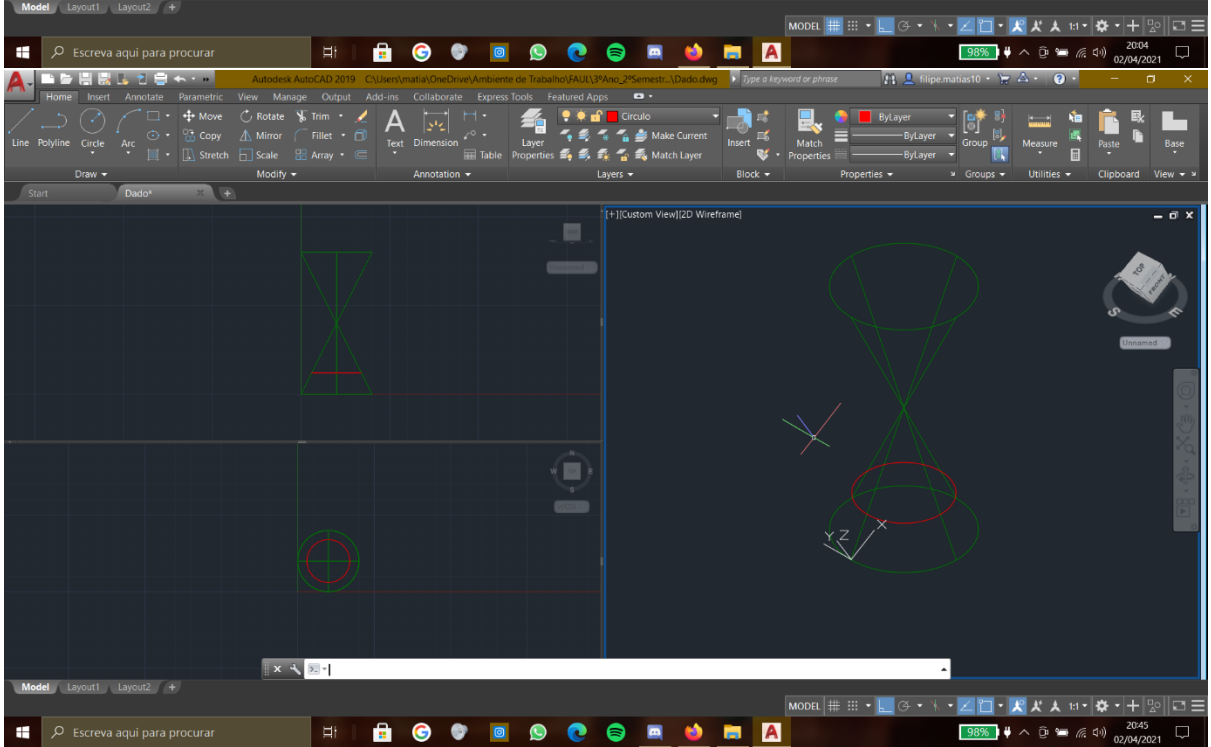 Model Layout1 Layout2 +
MODEL 1:1
Escreva aqui para procurar 98% 20:04
02/04/2021
Autodesk AutoCAD 2019 C:\Users\matia\OneDrive\Ambiente de Trabalho\FAUL\3ºAno_2ºSemestr...\Dado.dwg Type a keyword or phrase filipe.matias10
Home Insert Annotate Parametric View Manage Output Add-ins Collaborate Express Tools Featured Apps
Move Rotate Trim Circulo ByLayer
Copy Mirror Fillet Make Current ByLayer
Line Polyline Circle Arc Text Dimension Layer Properties Insert Match Properties Group Measure Paste Base
Stretch Scale Array Table Match Layer ByLayer
Draw Modify Annotation Layers Block Properties Groups Utilities Clipboard View
Start Dado* +
[+][Custom View][2D Wireframe]
TOP
FRONT
S E
Unnamed
N
W E
S
Y Z X
Model Layout1 Layout2 +
MODEL 1:1
Escreva aqui para procurar 98% 20:45
02/04/2021